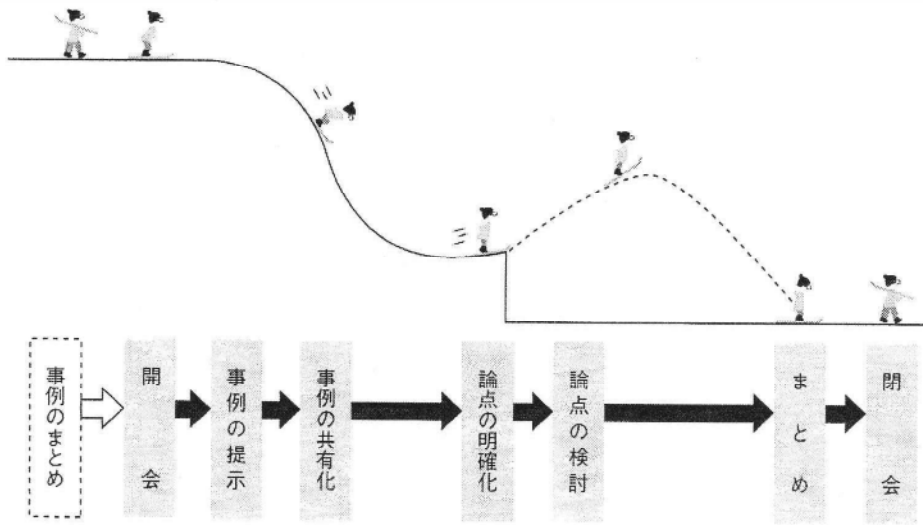 事例のまとめ
開会
事例の提示
事例の共有化
論点の明確化
論点の検討
まとめ
閉会